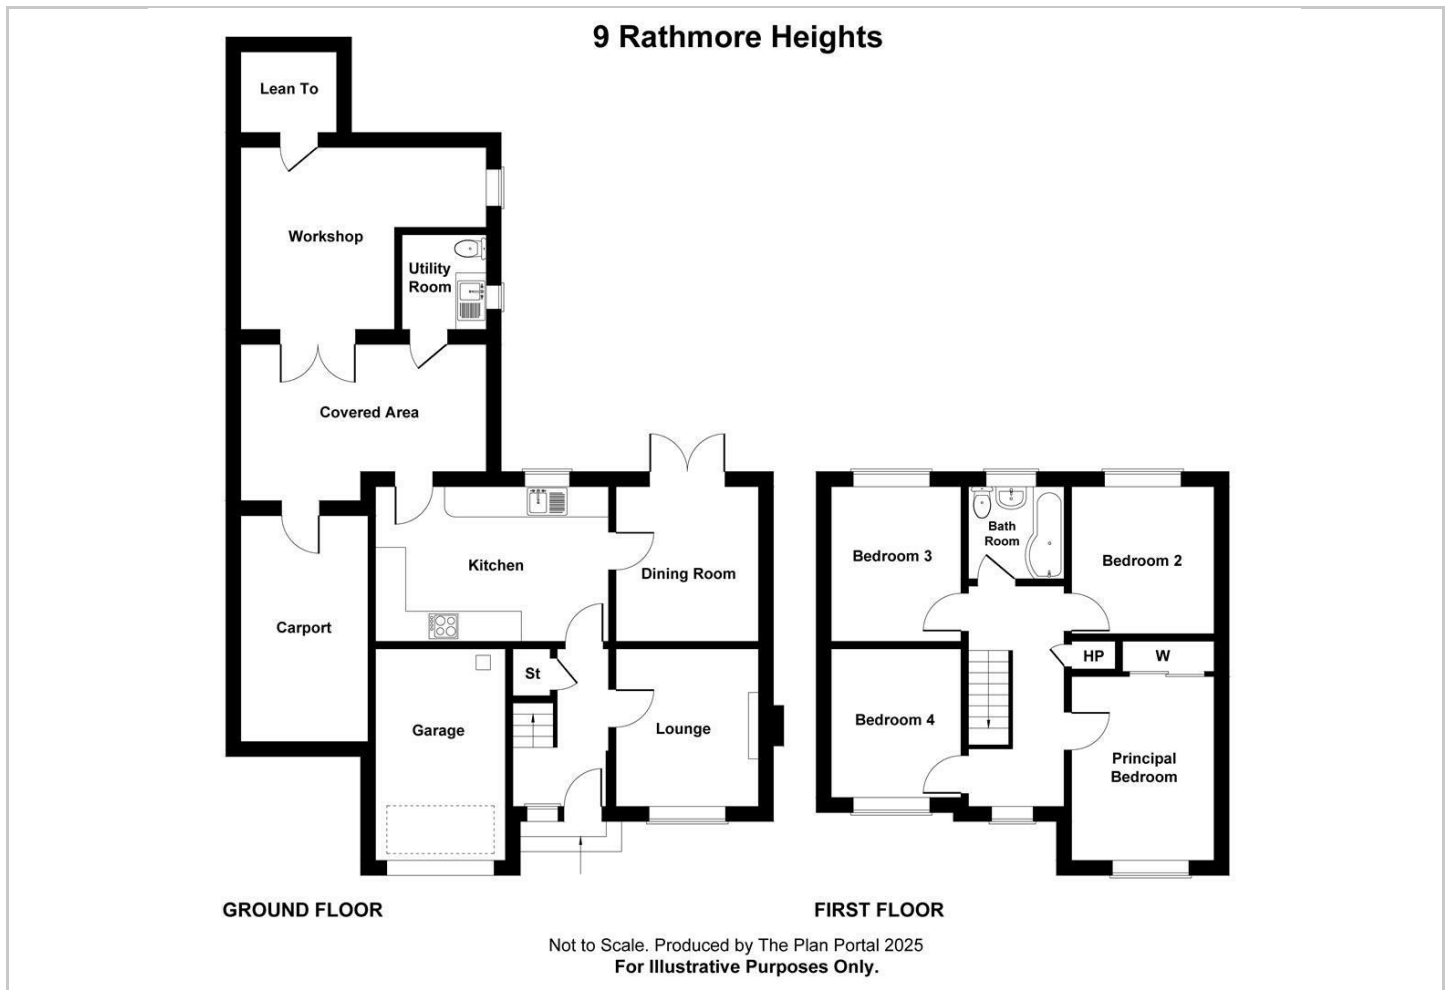 9 Rathmore Heights
Lean To
Workshop
Utility
Room
Covered Area
Kitchen
Dining Room
Carport
St
Garage
Lounge
Bedroom 3
Bath
Room
Bedroom 2
HP
W
Bedroom 4
Principal
Bedroom
GROUND FLOOR
FIRST FLOOR
Not to Scale. Produced by The Plan Portal 2025
For Illustrative Purposes Only.